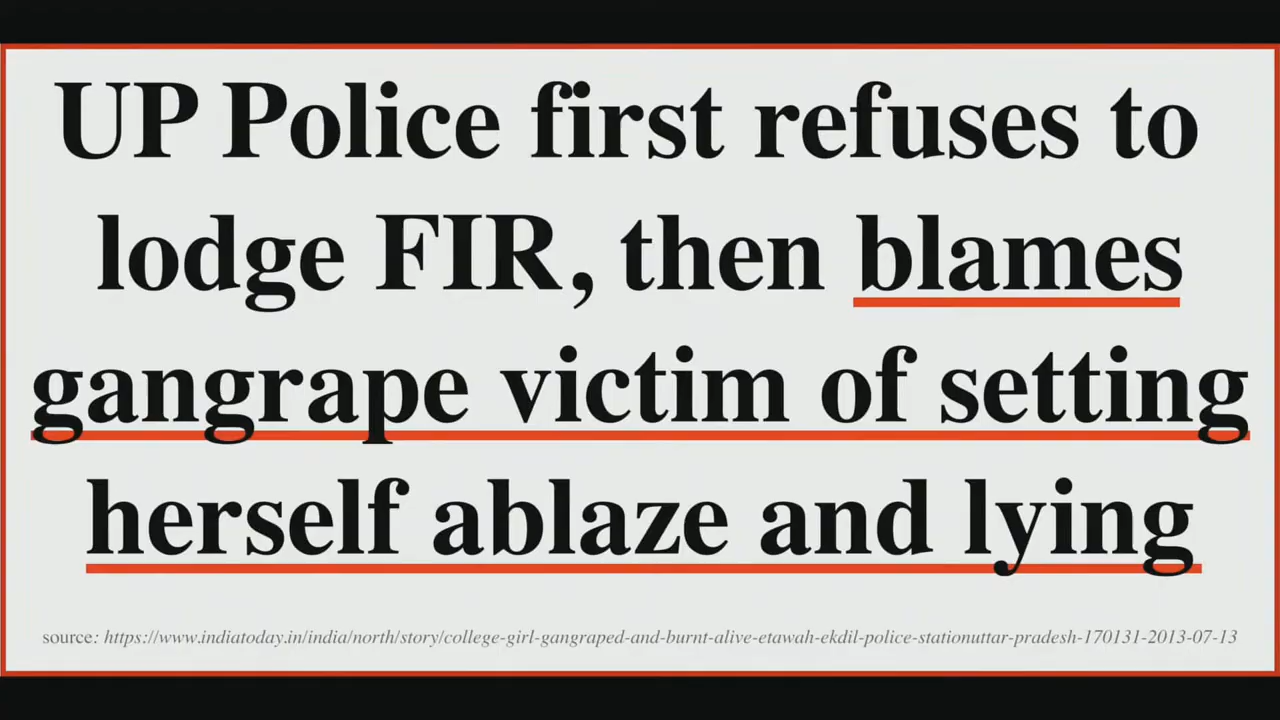 UP Police first refuses to
lodge FIR, then blames
gangrape victim of setting
herself ablaze and lying
source: https://www.indiatoday.in/india/north/story/college-girl-gangraped-and-burnt-alive-etawah-ekdil-police-stationuttar-pradesh-170131-2013-07-13